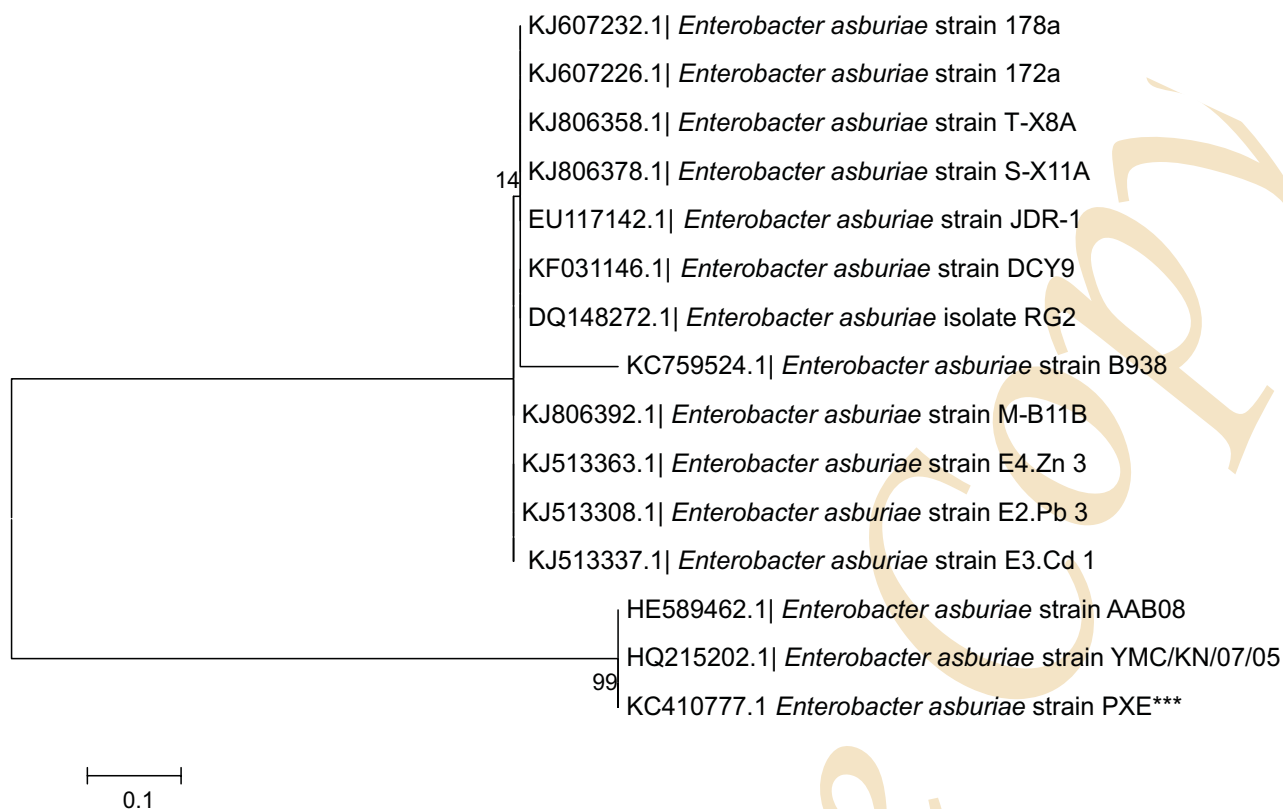 KJ607232.1| Enterobacter asburiae strain 178a
KJ607226.1| Enterobacter asburiae strain 172a
KJ806358.1| Enterobacter asburiae strain T-X8A
KJ806378.1| Enterobacter asburiae strain S-X11A
14
EU117142.1| Enterobacter asburiae strain JDR-1
KF031146.1| Enterobacter asburiae strain DCY9
DQ148272.1| Enterobacter asburiae isolate RG2
KC759524.1| Enterobacter asburiae strain B938
KJ806392.1| Enterobacter asburiae strain M-B11B
KJ513363.1| Enterobacter asburiae strain E4.Zn 3
KJ513308.1| Enterobacter asburiae strain E2.Pb 3
KJ513337.1| Enterobacter asburiae strain E3.Cd 1
HE589462.1| Enterobacter asburiae strain AAB08
HQ215202.1| Enterobacter asburiae strain YMC/KN/07/05
99
KC410777.1 Enterobacter asburiae strain PXE***
0.1
Copy